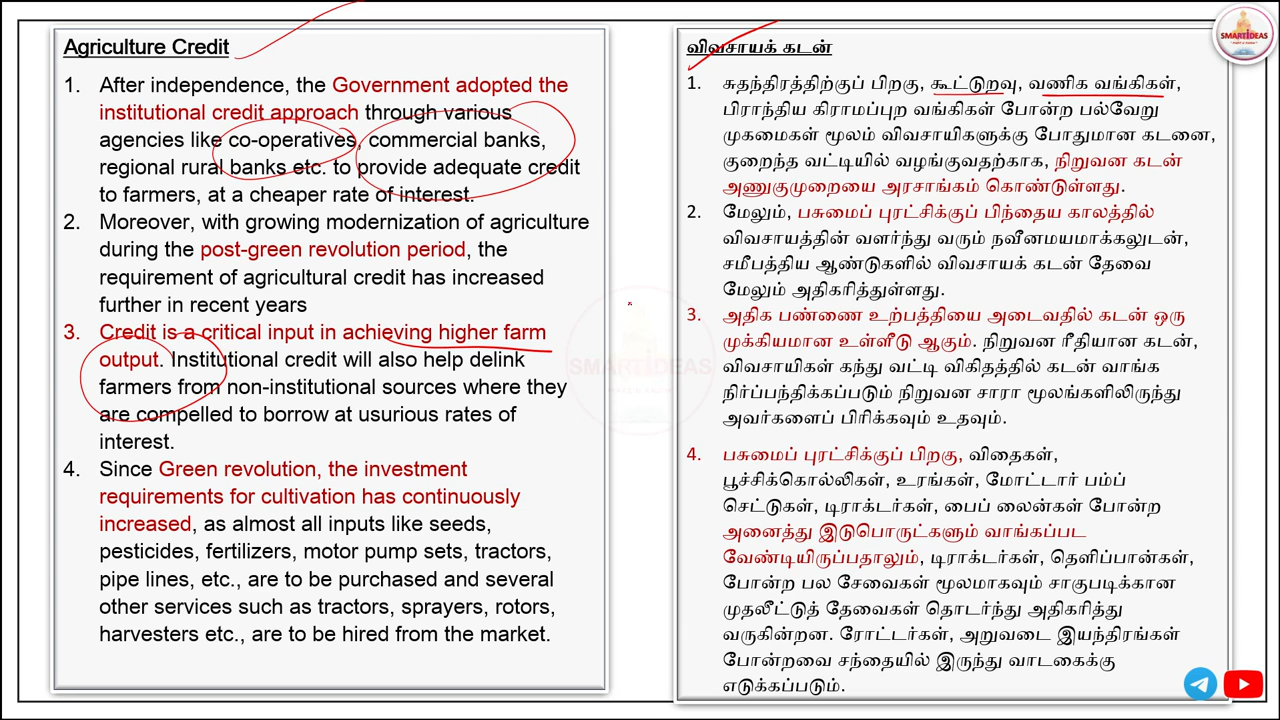 Agriculture Credit
1. After independence, the Government adopted the
institutional credit approach through various
agencies like co-operatives, commercial banks,
regional rural banks etc. to provide adequate credit
to farmers, at a cheaper rate of interest.
2. Moreover, with growing modernization of agriculture
during the post-green revolution period, the
requirement of agricultural credit has increased
further in recent years
3. Credit is a critical input in achieving higher farm
output. Institutional credit will also help delink
farmers from non-institutional sources where they
are compelled to borrow at usurious rates of
interest.
4. Since Green revolution, the investment
requirements for cultivation has continuously
increased, as almost all inputs like seeds,
pesticides, fertilizers, motor pump sets, tractors,
pipe lines, etc., are to be purchased and several
other services such as tractors, sprayers, rotors,
harvesters etc., are to be hired from the market.
விவசாயக் கடன்
1. சுதந்திரத்திற்குப் பிறகு, கூட்டுறவு, வணிக வங்கிகள்,
பிராந்திய கிராமப்புற வங்கிகள் போன்ற பல்வேறு
முகமைகள் மூலம் விவசாயிகளுக்கு போதுமான கடனை,
குறைந்த வட்டியில் வழங்குவதற்காக, நிறுவன கடன்
அணுகுமுறையை அரசாங்கம் கொண்டுள்ளது.
2. மேலும், பசுமைப் புரட்சிக்குப் பிந்தைய காலத்தில்
விவசாயத்தின் வளர்ந்து வரும் நவீனமயமாக்கலுடன்,
சமீபத்திய ஆண்டுகளில் விவசாயக் கடன் தேவை
மேலும் அதிகரித்துள்ளது.
3. அதிக பண்ணை உற்பத்தியை அடைவதில் கடன் ஒரு
முக்கியமான உள்ளீடு ஆகும். நிறுவன ரீதியான கடன்,
விவசாயிகள் கந்து வட்டி விகிதத்தில் கடன் வாங்க
நிர்ப்பந்திக்கப்படும் நிறுவன சாரா மூலங்களிலிருந்து
அவர்களைப் பிரிக்கவும் உதவும்.
4. பசுமைப் புரட்சிக்குப் பிறகு, விதைகள்,
பூச்சிக்கொல்லிகள், உரங்கள், மோட்டார் பம்ப்
செட்டுகள், டிராக்டர்கள், பைப் லைன்கள் போன்ற
அனைத்து இடுபொருட்களும் வாங்கப்பட
வேண்டியிருப்பதாலும், டிராக்டர்கள், தெளிப்பான்கள்,
போன்ற பல சேவைகள் மூலமாகவும் சாகுபடிக்கான
முதலீட்டுத் தேவைகள் தொடர்ந்து அதிகரித்து
வருகின்றன. ரோட்டர்கள், அறுவடை இயந்திரங்கள்
போன்றவை சந்தையில் இருந்து வாடகைக்கு
எடுக்கப்படும்.
SMARTIDEAS
SMARTIDEAS